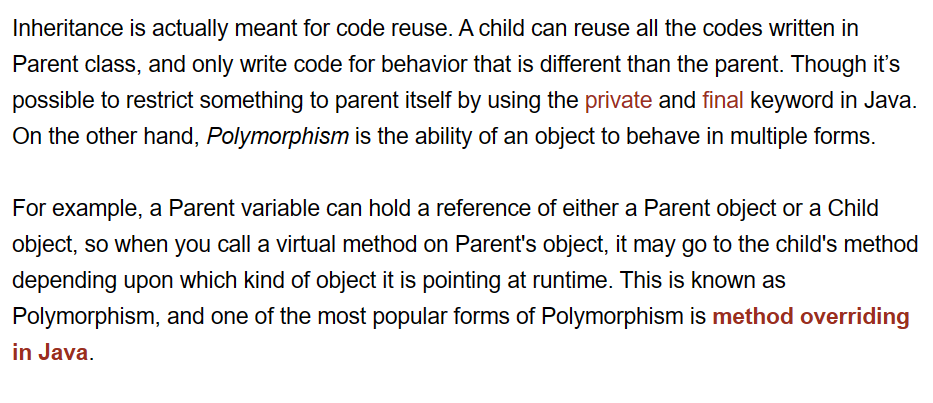 Inheritance is actually meant for code reuse. A child can reuse all the codes written in
Parent class, and only write code for behavior that is different than the parent. Though it’s
possible to restrict something to parent itself by using the private and final keyword in Java.
On the other hand, Polymorphism is the ability of an object to behave in multiple forms.
For example, a Parent variable can hold a reference of either a Parent object or a Child
object, so when you call a virtual method on Parent's object, it may go to the child's method
depending upon which kind of object it is pointing at runtime. This is known as
Polymorphism, and one of the most popular forms of Polymorphism is method overriding
in Java.